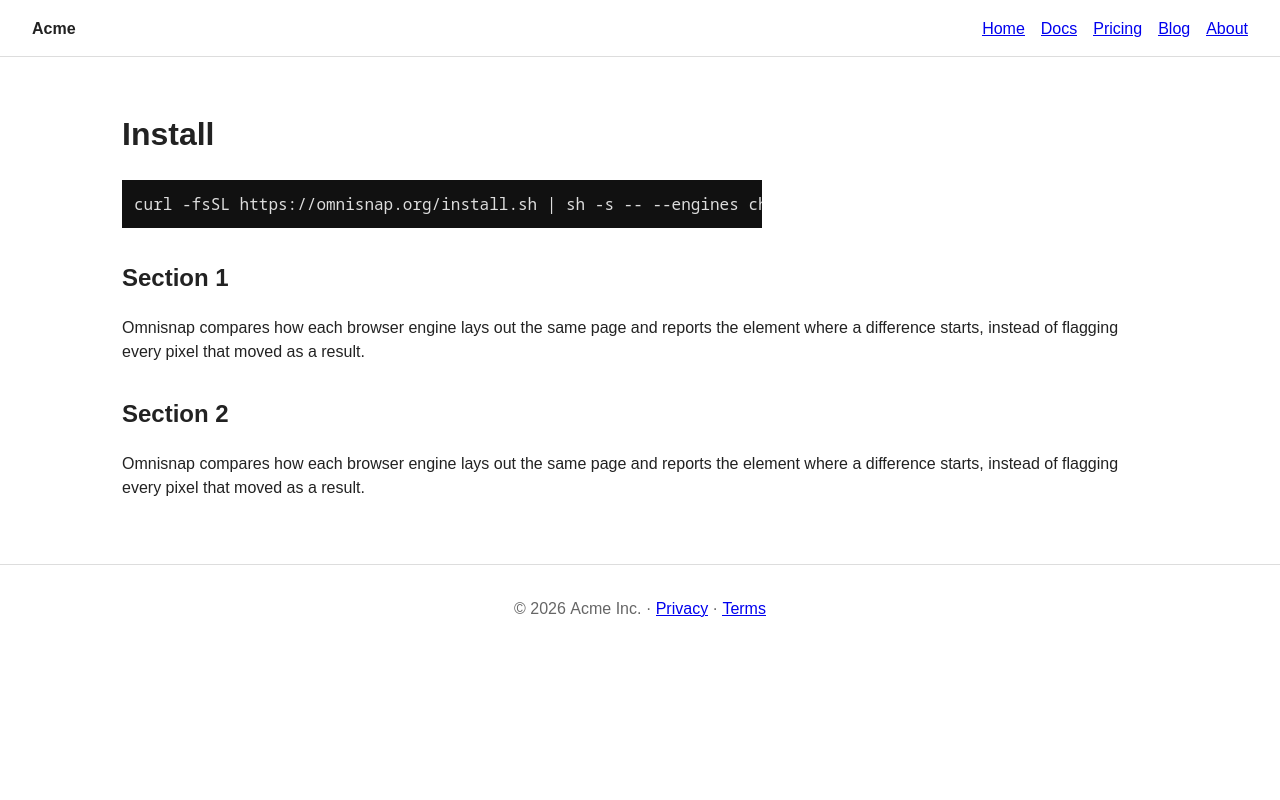 Acme
Home Docs Pricing Blog About
Install
curl -fsSL https://omnisnap.org/install.sh | sh -s -- --engines
Section 1
Omnisnap compares how each browser engine lays out the same page and reports the element where a difference starts, instead of flagging
every pixel that moved as a result.
Section 2
Omnisnap compares how each browser engine lays out the same page and reports the element where a difference starts, instead of flagging
every pixel that moved as a result.
© 2026 Acme Inc. · Privacy · Terms